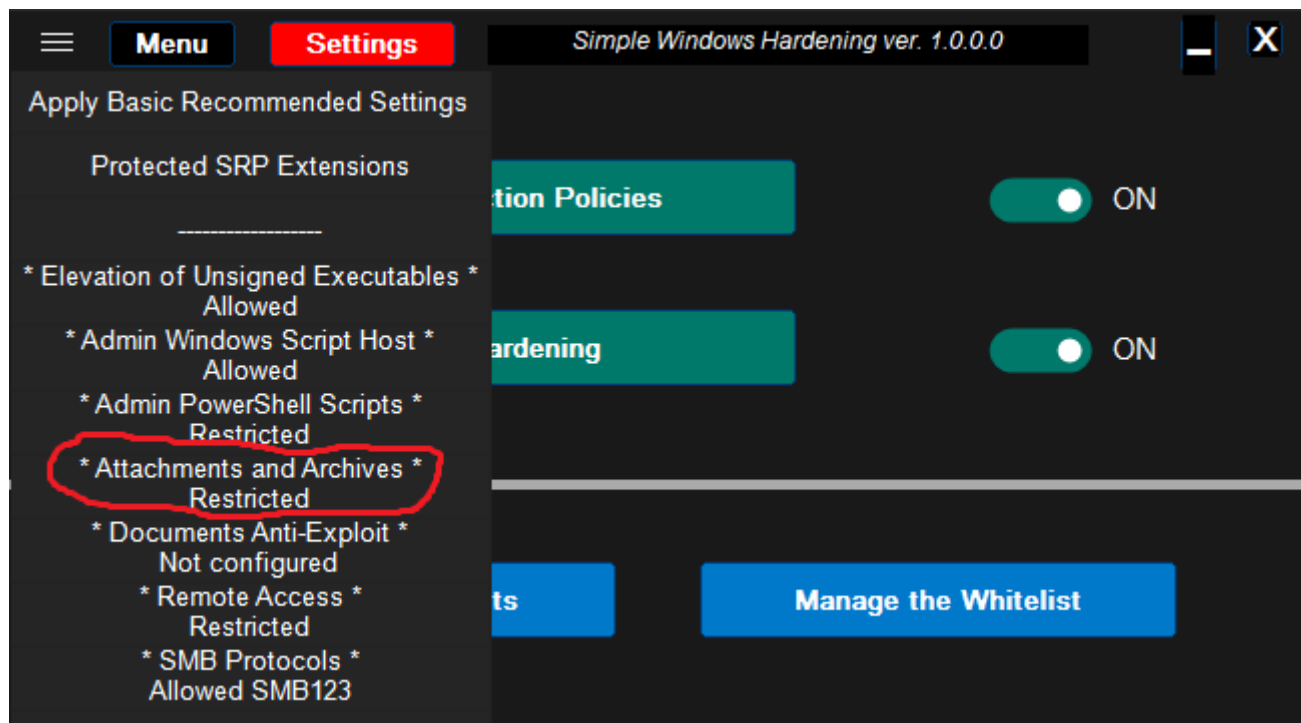 Menu Settings Simple Windows Hardening ver. 1.0.0.0 _ X
Apply Basic Recommended Settings
Protected SRP Extensions
tion Policies ON
------------------
* Elevation of Unsigned Executables *
Allowed
* Admin Windows Script Host *
Allowed
ardening ON
* Admin PowerShell Scripts *
Restricted
* Attachments and Archives *
Restricted
* Documents Anti-Exploit *
Not configured
* Remote Access *
Restricted
ts Manage the Whitelist
* SMB Protocols *
Allowed SMB123